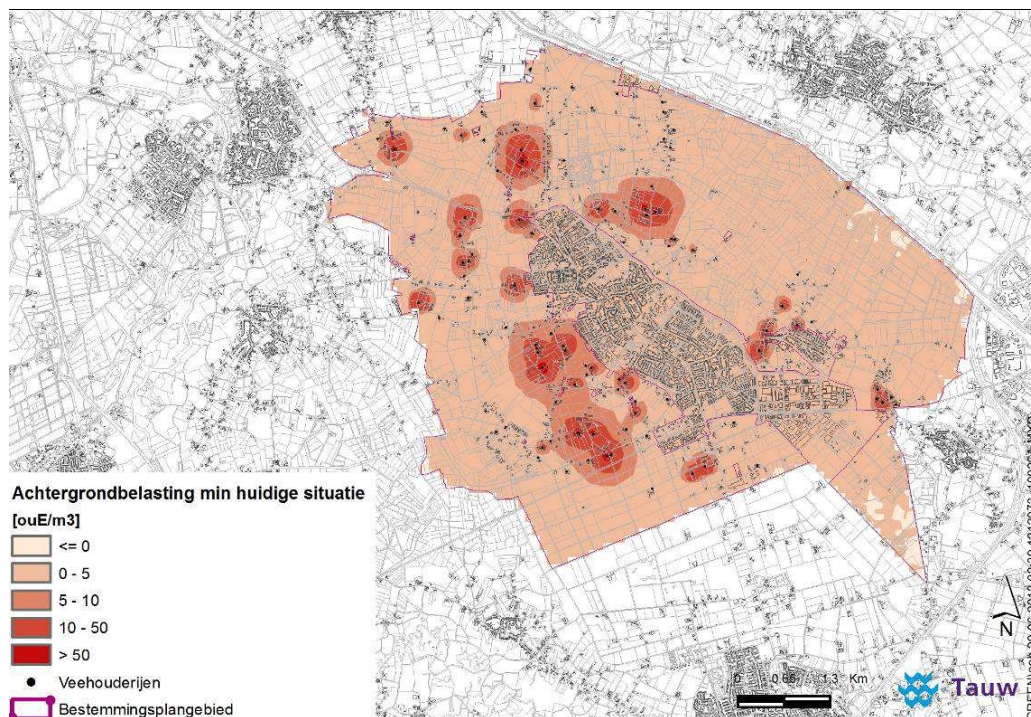 Achtergrondbelasting min huidige situatie
[ouE/m3]
<= 0
0 - 5
5 - 10
10 - 50
> 50
Veehouderijen
Bestemmingsplangebied
N
0 0.65 1.3 Km
Tauw